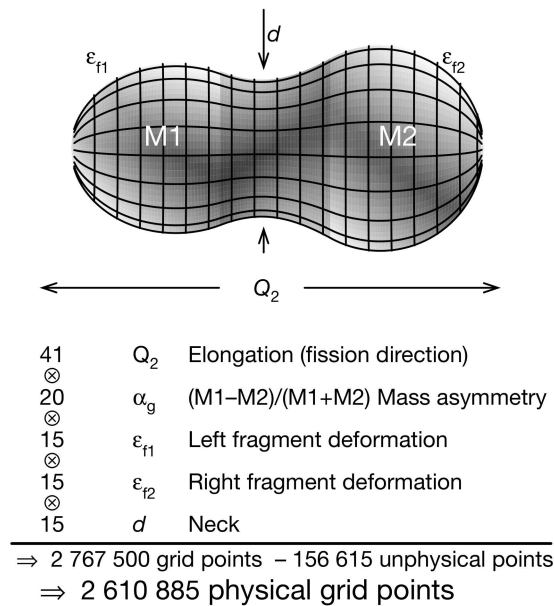 d
εf1
εf2
M1
M2
Q2
41 Q2 Elongation (fission direction)
⊗
20 αg (M1–M2)/(M1+M2) Mass asymmetry
⊗
15 εf1 Left fragment deformation
⊗
15 εf2 Right fragment deformation
⊗
15 d Neck
⇒ 2 767 500 grid points – 156 615 unphysical points
⇒ 2 610 885 physical grid points